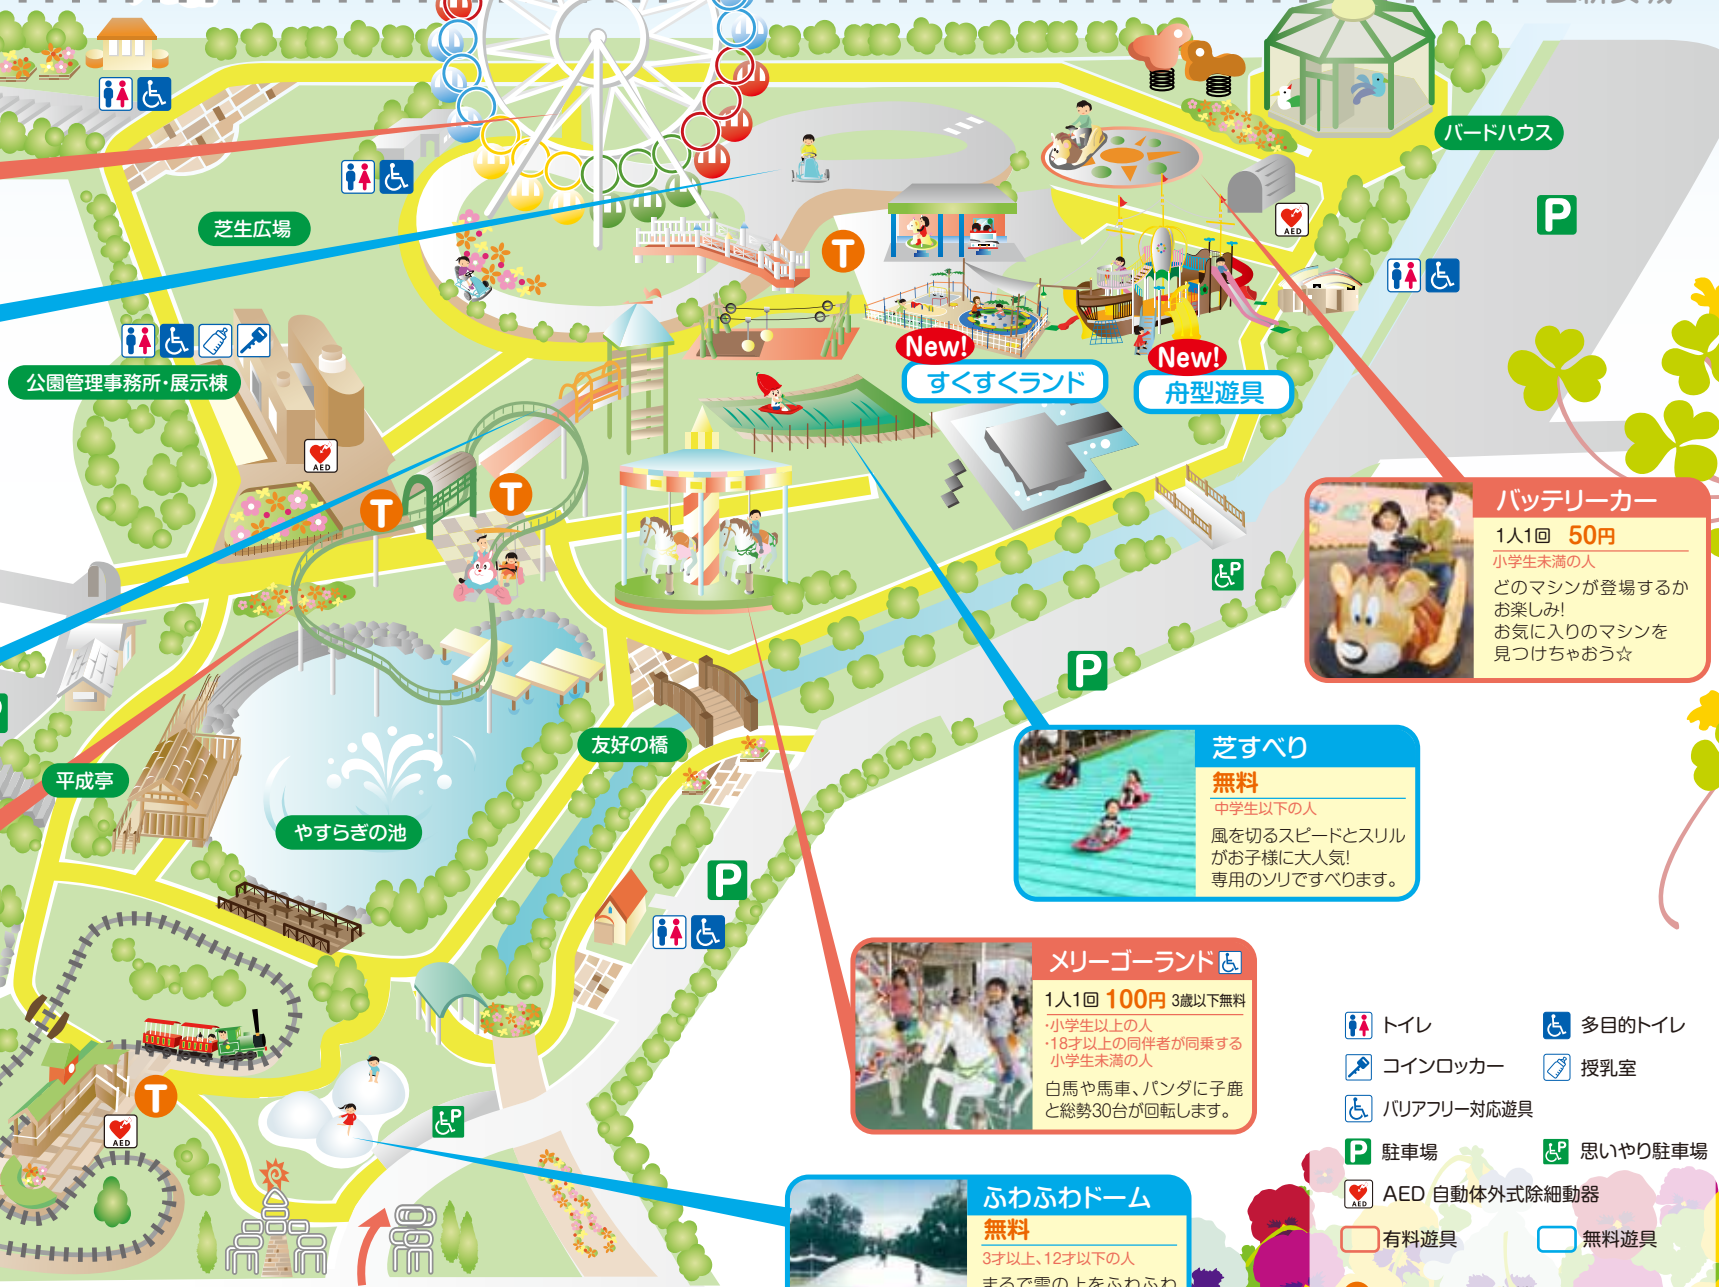 バードハウス
P
芝生広場
T
AED
New!
すくすくランド
New!
舟型遊具
公園管理事務所・展示棟
AED
T
T
バッテリーカー
1人1回 50円
小学生未満の人
どのマシンが登場するか
お楽しみ!
お気に入りのマシンを
見つけちゃおう☆
P
P
友好の橋
平成亭
やすらぎの池
芝すべり
無料
中学生以下の人
風を切るスピードとスリル
がお子様に大人気!
専用のソリですべります。
P
メリーゴーランド
1人1回 100円 3歳以下無料
・小学生以上の人
・18才以上の同伴者が同乗する
小学生未満の人
白馬や馬車、パンダに子鹿
と総勢30台が回転します。
T
AED
P
ふわふわドーム
無料
3才以上、12才以下の人
まるで雲の上をふわふわ
トイレ
多目的トイレ
コインロッカー
授乳室
バリアフリー対応遊具
P 駐車場
P 思いやり駐車場
AED AED 自動体外式除細動器
有料遊具
無料遊具